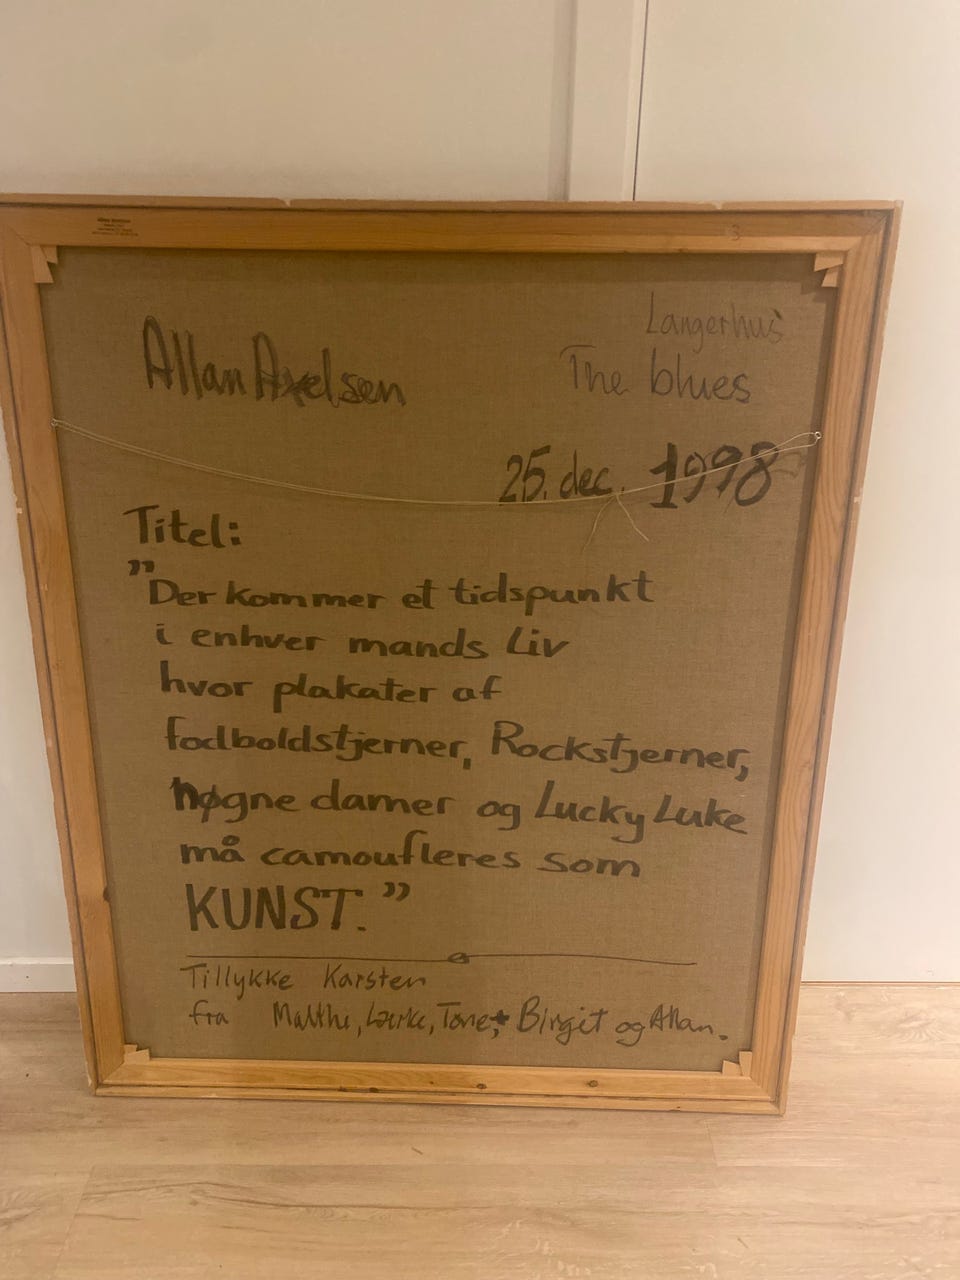 Allan Axelsen
Langerhus
The blues
25. dec. 1998
Titel:
"Der kommer et tidspunkt
i enhver mands Liv
hvor plakater af
fodboldstjerner, Rockstjerner,
nøgne damer og Lucky Luke
må camoufleres som
KUNST."
Tillykke Karsten
fra Malthe, Lærke, Tone, + Birgit og Allan.
3